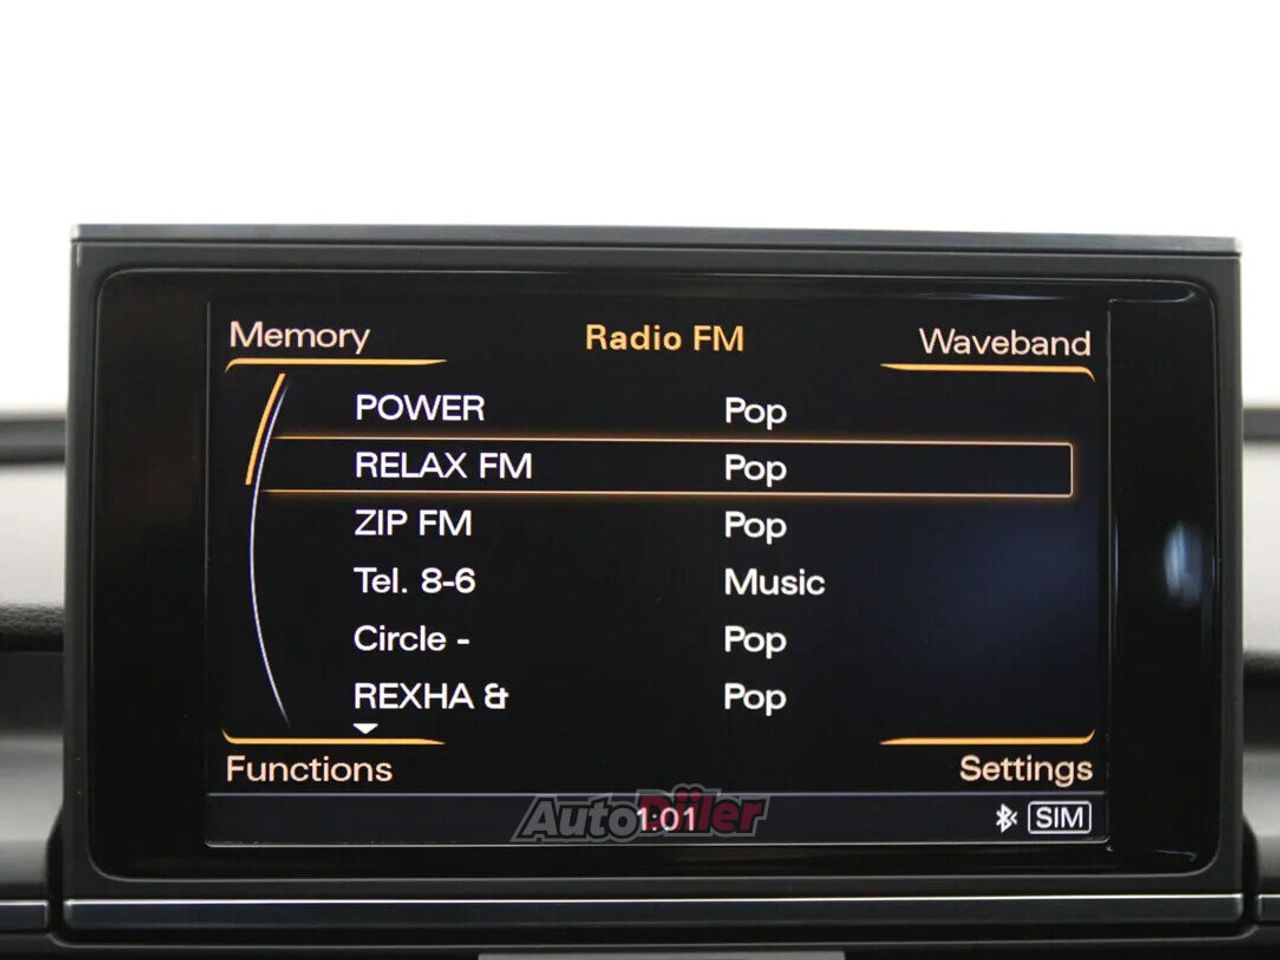 Memory Radio FM Waveband
POWER Pop
RELAX FM Pop
ZIP FM Pop
Tel. 8-6 Music
Circle - Pop
REXHA & Pop
Functions Settings
AutoDiler
1:01 SIM